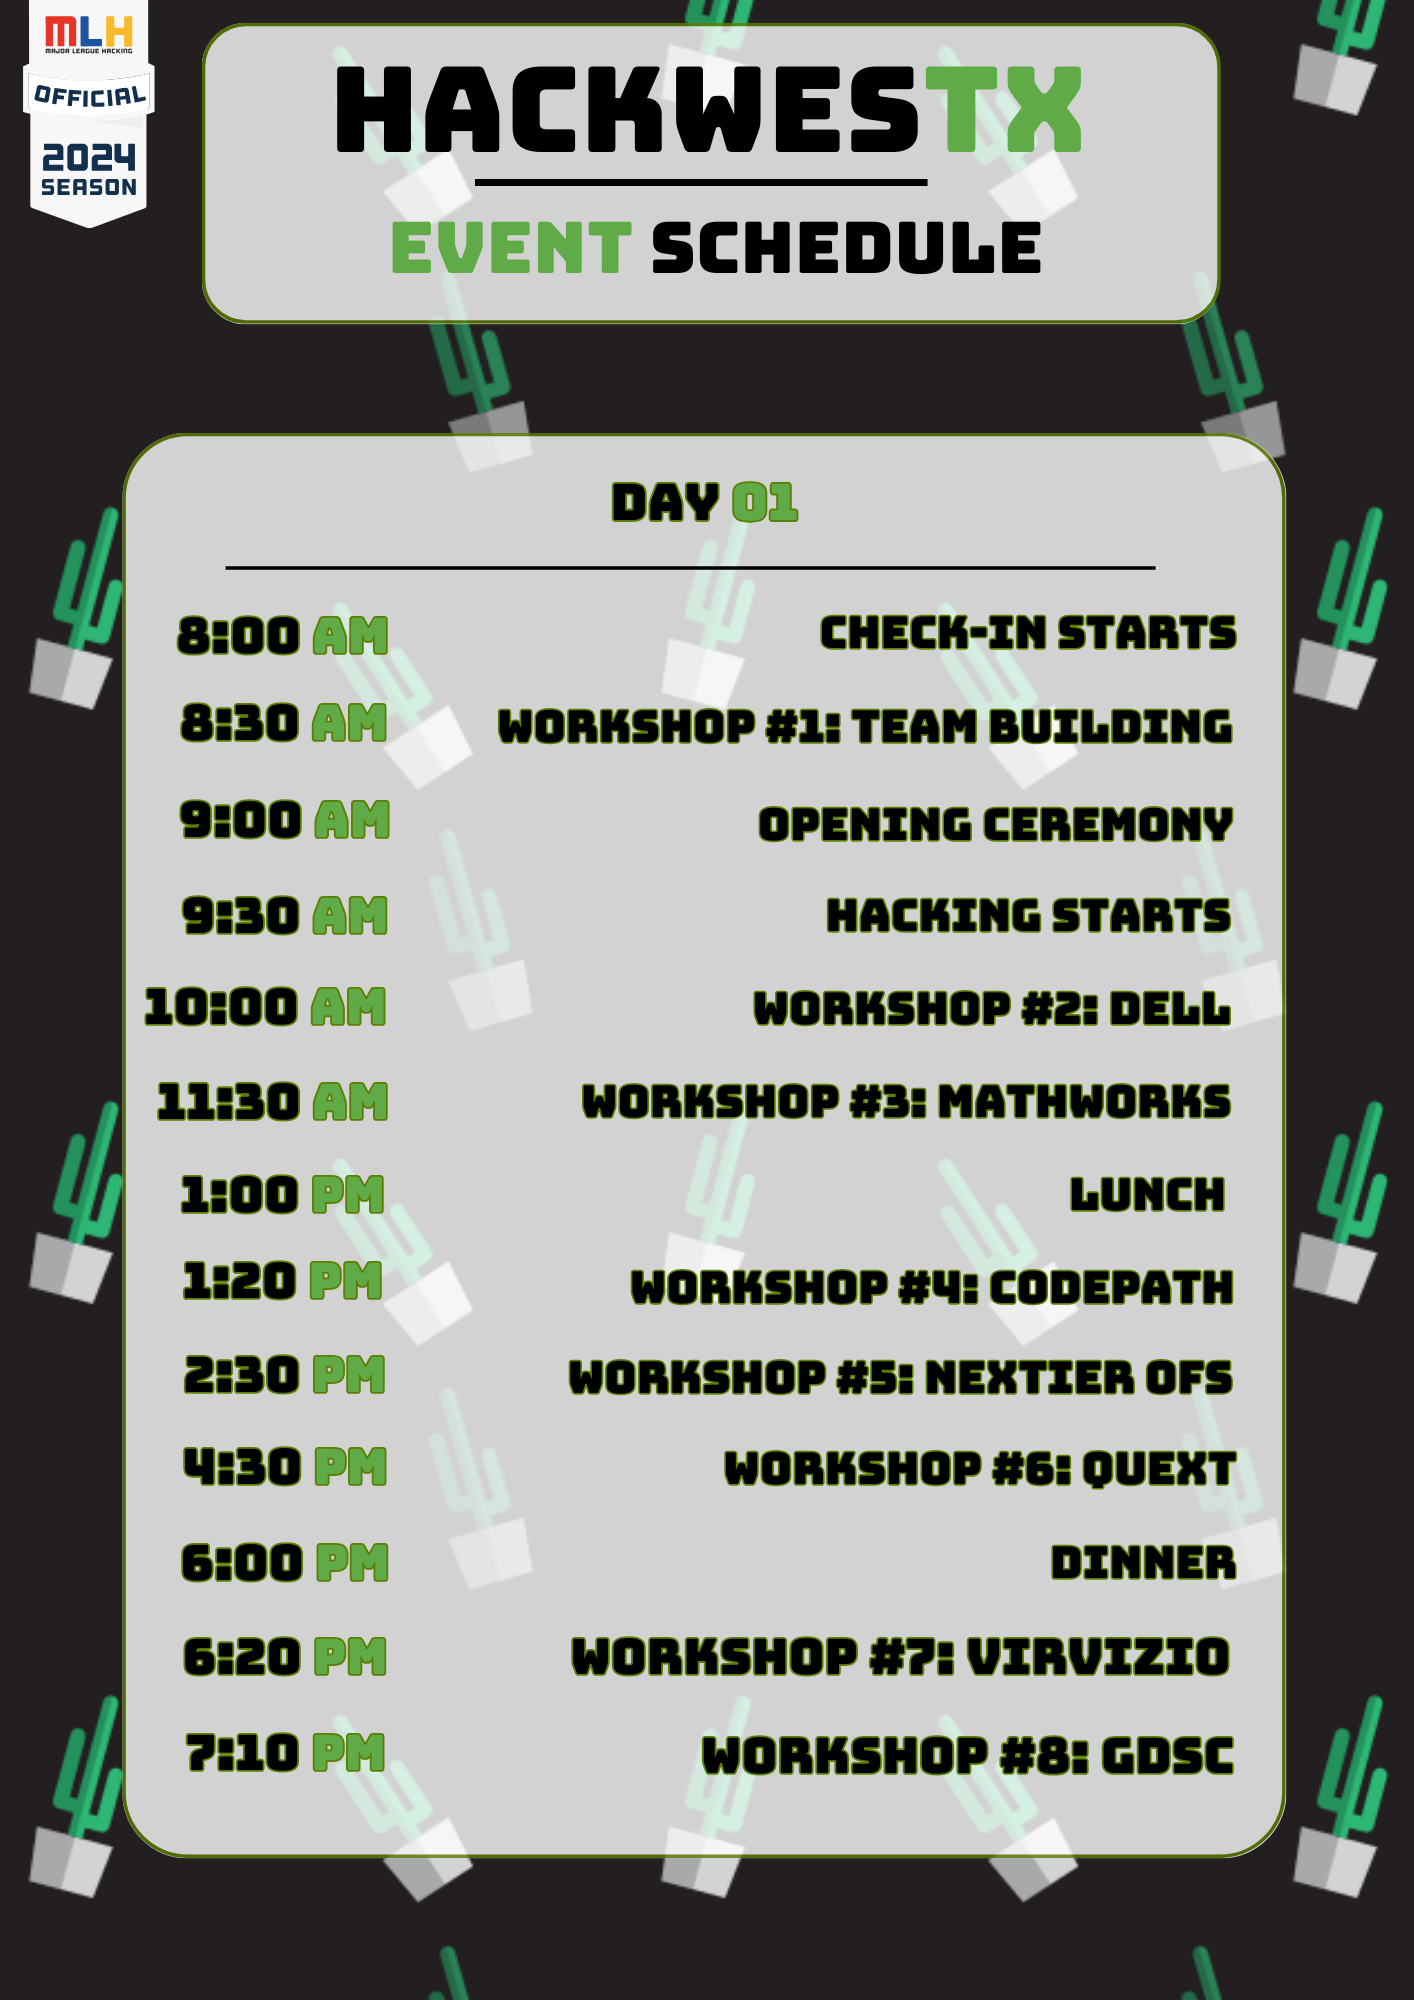 MLH
MAJOR LEAGUE HACKING
OFFICIAL
2024
SEASON
HACKWESTX
EVENT SCHEDULE
DAY 01
8:00 AM CHECK-IN STARTS
8:30 AM WORKSHOP #1: TEAM BUILDING
9:00 AM OPENING CEREMONY
9:30 AM HACKING STARTS
10:00 AM WORKSHOP #2: DELL
11:30 AM WORKSHOP #3: MATHWORKS
1:00 PM LUNCH
1:20 PM WORKSHOP #4: CODEPATH
2:30 PM WORKSHOP #5: NEXTIER OFS
4:30 PM WORKSHOP #6: QUEXT
6:00 PM DINNER
6:20 PM WORKSHOP #7: VIRVIZIO
7:10 PM WORKSHOP #8: GDSC